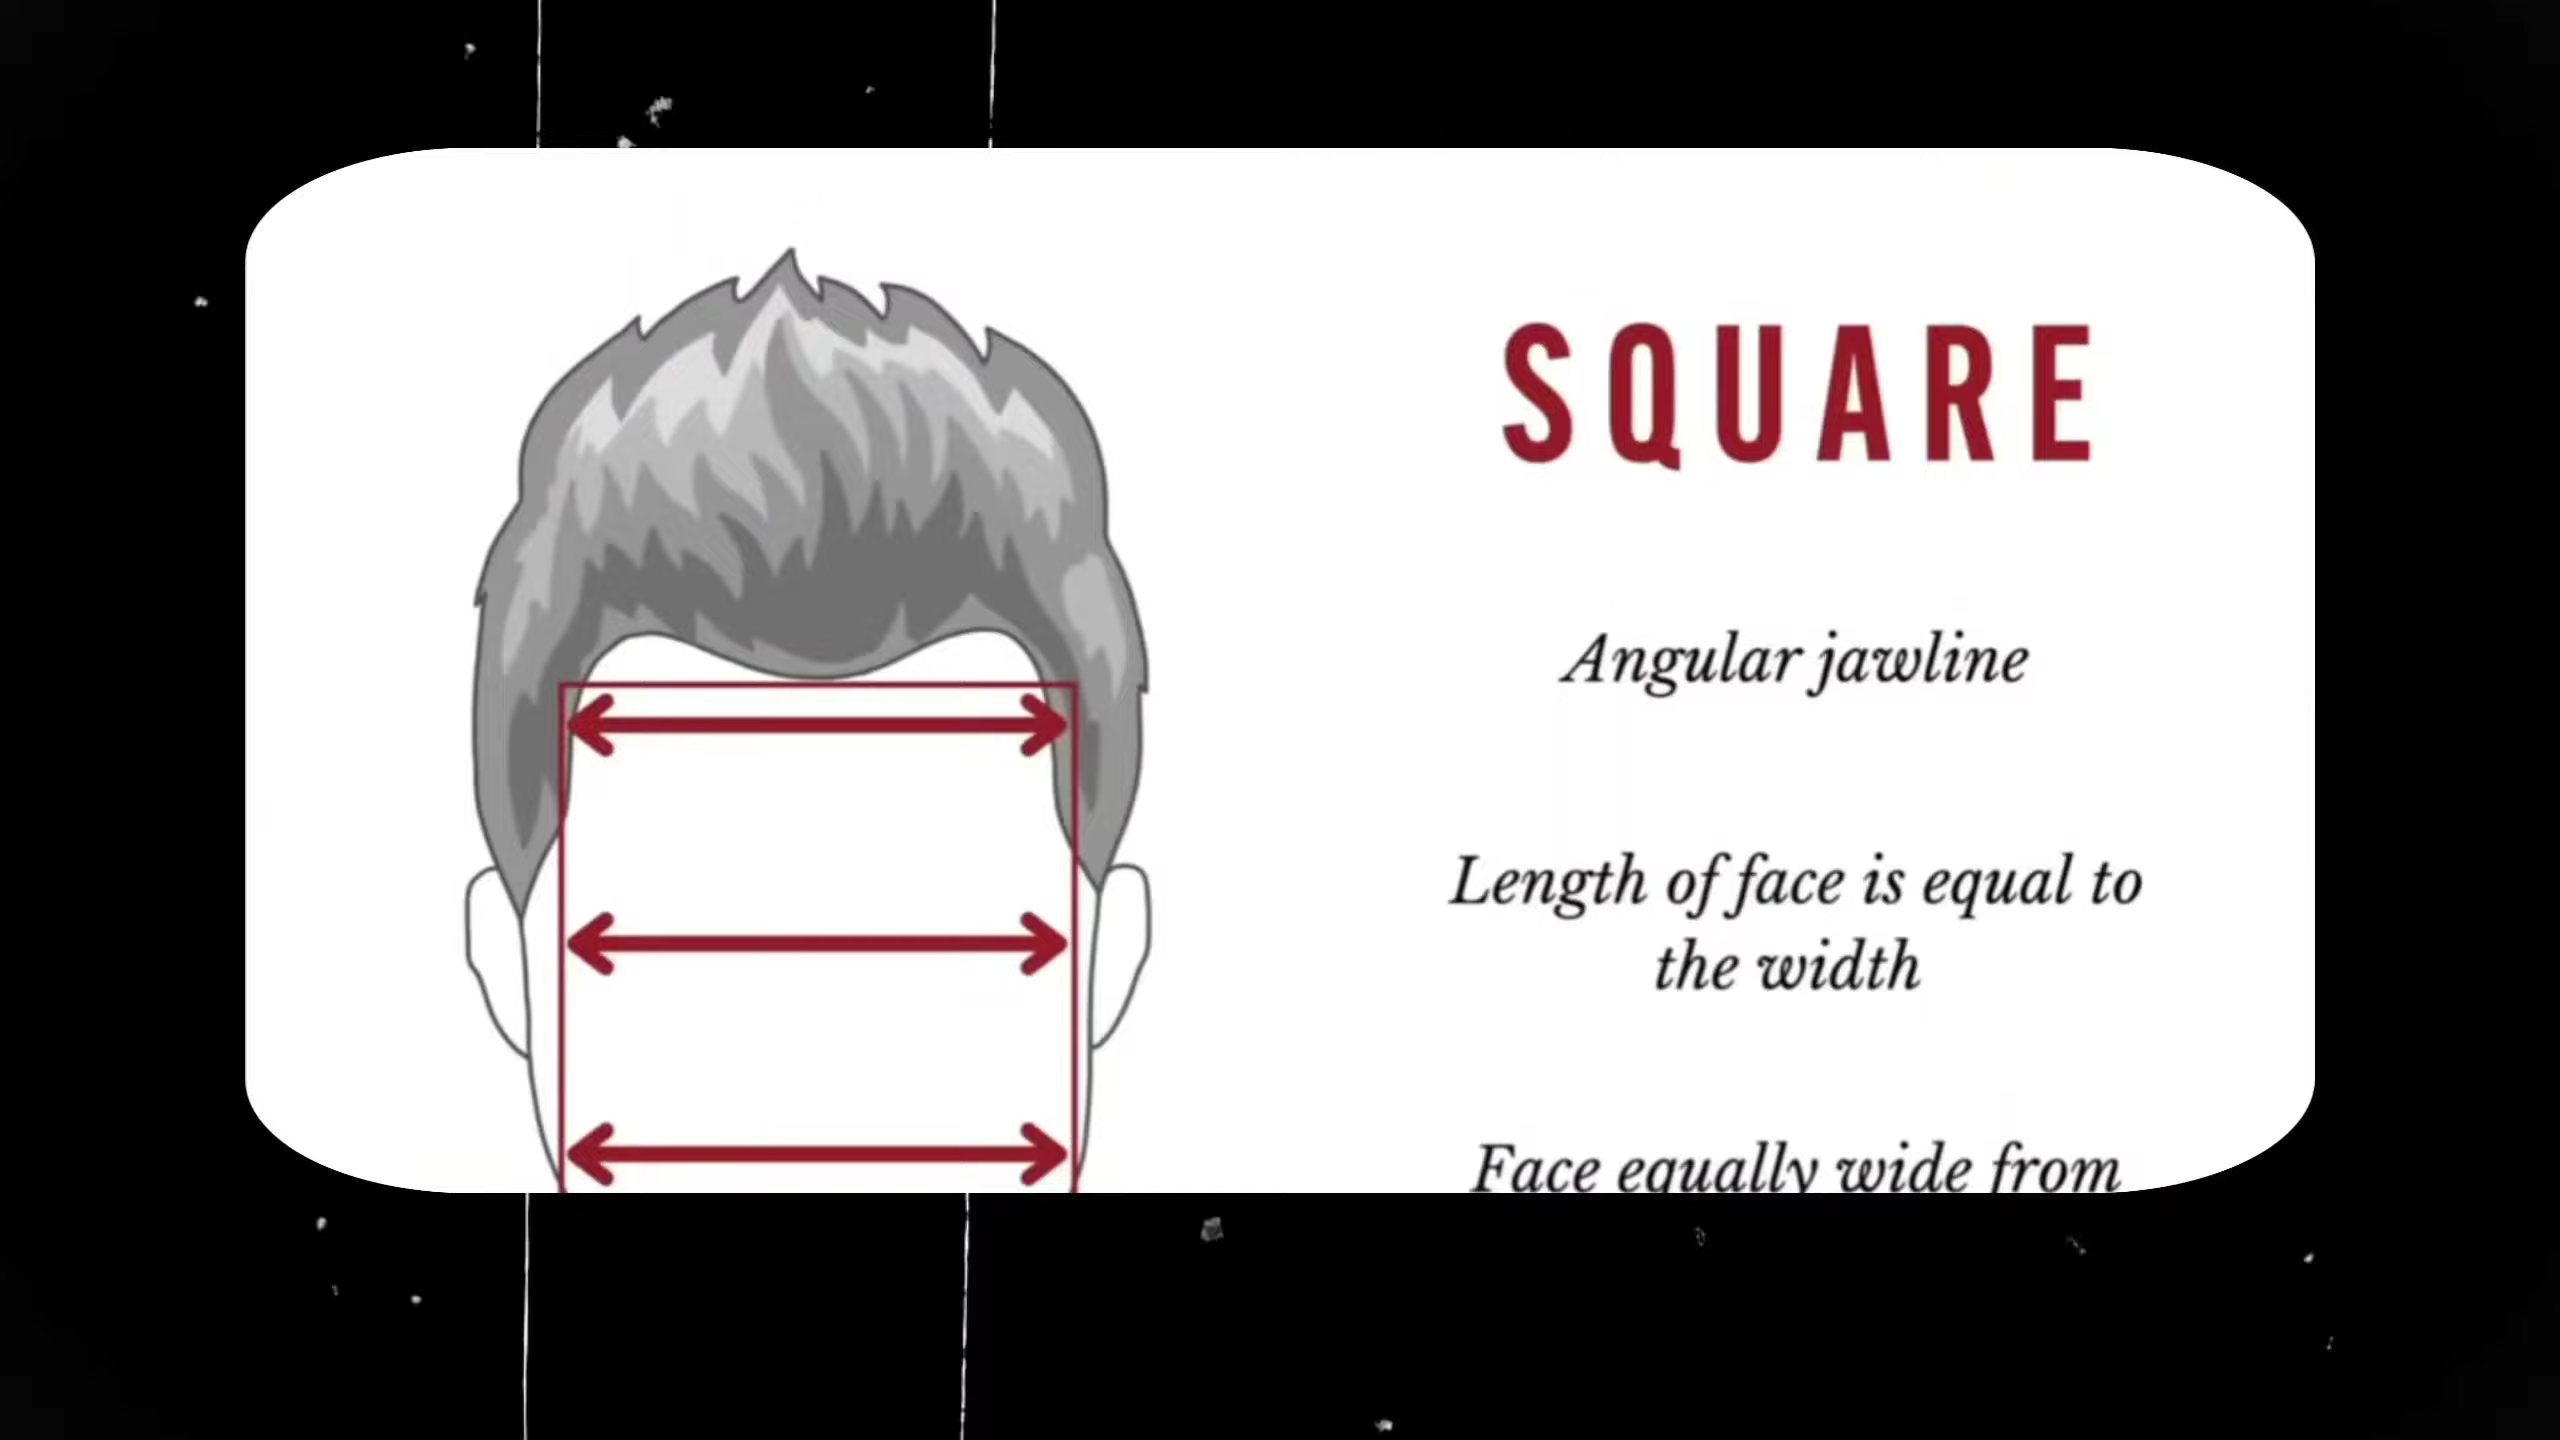 SQUARE
Angular jawline
Length of face is equal to
the width
Face equally wide from